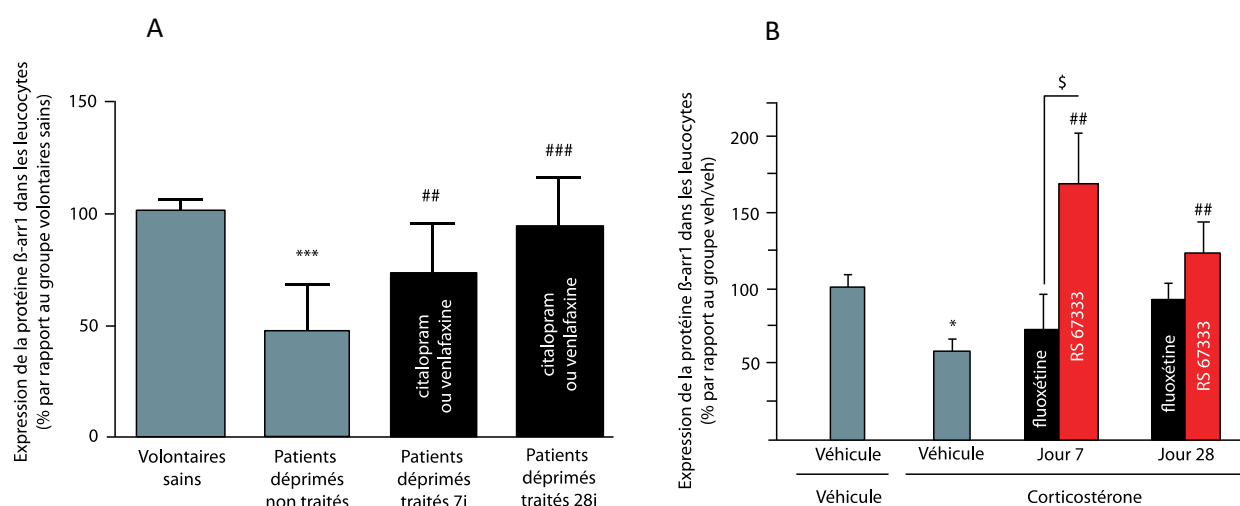 A
Expression de la protéine ß-arr1 dans les leucocytes
(% par rapport au groupe volontaires sains)
150
100
50
0
***
##
###
citalopram
ou venlafaxine
citalopram
ou venlafaxine
Volontaires
sains
Patients
déprimés
non traités
Patients
déprimés
traités 7j
Patients
déprimés
traités 28j
B
Expression de la protéine ß-arr1 dans les leucocytes
(% par rapport au groupe veh/veh)
200
150
100
50
*
$
##
##
fluoxétine
RS 67333
fluoxétine
RS 67333
Véhicule
Véhicule
Jour 7
Jour 28
Véhicule
Corticostérone